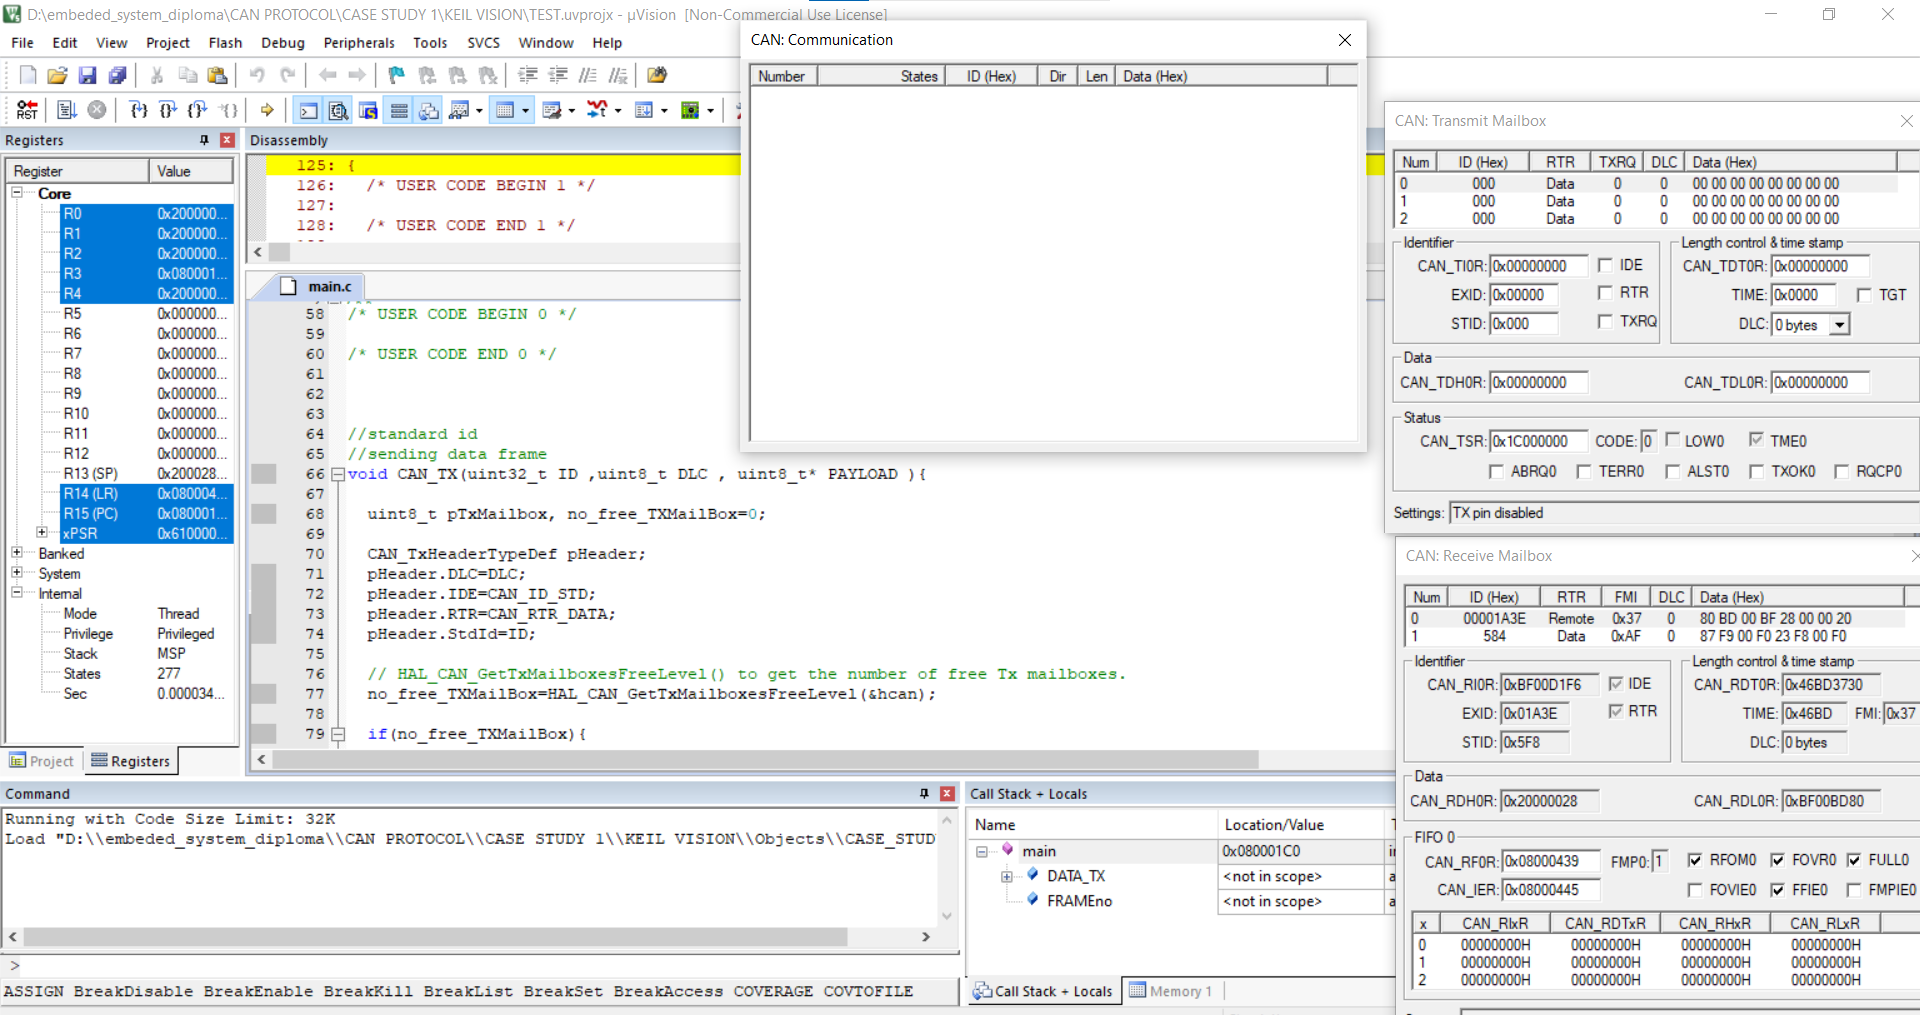 D:\embeded_system_diploma\CAN PROTOCOL\CASE STUDY 1\KEIL VISION\TEST.uvprojx - µVision  [Non-Commercial Use License]
File Edit View Project Flash Debug Peripherals Tools SVCS Window Help
RST
Registers
Register Value
Core
R0 0x200000...
R1 0x200000...
R2 0x200000...
R3 0x080001...
R4 0x200000...
R5 0x000000...
R6 0x000000...
R7 0x000000...
R8 0x000000...
R9 0x000000...
R10 0x000000...
R11 0x000000...
R12 0x000000...
R13 (SP) 0x200028...
R14 (LR) 0x080004...
R15 (PC) 0x080001...
xPSR 0x610000...
Banked
System
Internal
Mode Thread
Privilege Privileged
Stack MSP
States 277
Sec 0.000034...
Project Registers
Disassembly
125: {
126: /* USER CODE BEGIN 1 */
127:
128: /* USER CODE END 1 */
main.c
58 /* USER CODE BEGIN 0 */
59
60 /* USER CODE END 0 */
61
62
63
64 //standard id
65 //sending data frame
66 void CAN_TX(uint32_t ID ,uint8_t DLC , uint8_t* PAYLOAD ){
67
68 uint8_t pTxMailbox, no_free_TXMailBox=0;
69
70 CAN_TxHeaderTypeDef pHeader;
71 pHeader.DLC=DLC;
72 pHeader.IDE=CAN_ID_STD;
73 pHeader.RTR=CAN_RTR_DATA;
74 pHeader.StdId=ID;
75
76 // HAL_CAN_GetTxMailboxesFreeLevel() to get the number of free Tx mailboxes.
77 no_free_TXMailBox=HAL_CAN_GetTxMailboxesFreeLevel(&hcan);
78
79 if(no_free_TXMailBox){
CAN: Communication
Number States ID (Hex) Dir Len Data (Hex)
CAN: Transmit Mailbox
Num ID (Hex) RTR TXRQ DLC Data (Hex)
0 000 Data 0 0 00 00 00 00 00 00 00 00
1 000 Data 0 0 00 00 00 00 00 00 00 00
2 000 Data 0 0 00 00 00 00 00 00 00 00
Identifier
CAN_TI0R: 0x00000000 IDE
EXID: 0x00000 RTR
STID: 0x000 TXRQ
Length control & time stamp
CAN_TDT0R: 0x00000000
TIME: 0x0000 TGT
DLC: 0 bytes
Data
CAN_TDH0R: 0x00000000 CAN_TDL0R: 0x00000000
Status
CAN_TSR: 0x1C000000 CODE: 0 LOW0 TME0
ABRQ0 TERR0 ALST0 TXOK0 RQCP0
Settings: TX pin disabled
CAN: Receive Mailbox
Num ID (Hex) RTR FMI DLC Data (Hex)
0 00001A3E Remote 0x37 0 80 BD 00 BF 28 00 00 20
1 584 Data 0xAF 0 87 F9 00 F0 23 F8 00 F0
Identifier
CAN_RI0R: 0xBF00D1F6 IDE
EXID: 0x01A3E RTR
STID: 0x5F8
Length control & time stamp
CAN_RDT0R: 0x46BD3730
TIME: 0x46BD FMI: 0x37
DLC: 0 bytes
Data
CAN_RDH0R: 0x20000028 CAN_RDL0R: 0xBF00BD80
FIFO 0
CAN_RF0R: 0x08000439 FMP0: 1 RFOM0 FOVR0 FULL0
CAN_IER: 0x08000445 FOVIE0 FFIE0 FMPIE0
x CAN_RIxR CAN_RDTxR CAN_RHxR CAN_RLxR
0 00000000H 00000000H 00000000H 00000000H
1 00000000H 00000000H 00000000H 00000000H
2 00000000H 00000000H 00000000H 00000000H
Command
Running with Code Size Limit: 32K
Load "D:\\embeded_system_diploma\\CAN PROTOCOL\\CASE STUDY 1\\KEIL VISION\\Objects\\CASE_STUD
>
ASSIGN BreakDisable BreakEnable BreakKill BreakList BreakSet BreakAccess COVERAGE COVTOFILE
Call Stack + Locals
Name Location/Value
main 0x080001C0
DATA_TX <not in scope>
FRAMEno <not in scope>
Call Stack + Locals Memory 1